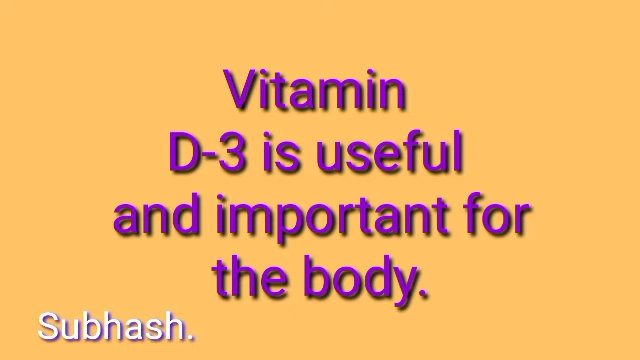 Vitamin
D-3 is useful
and important for
the body.
Subhash.